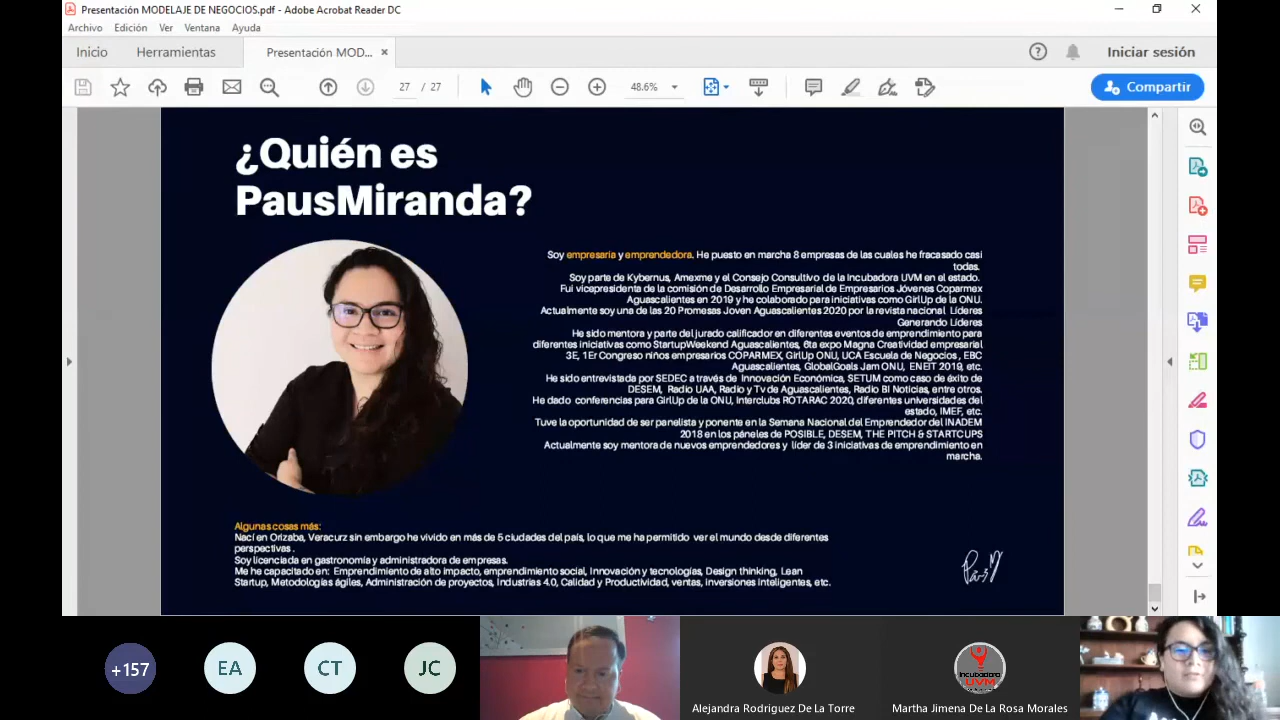 Presentación MODELAJE DE NEGOCIOS.pdf - Adobe Acrobat Reader DC
Archivo Edición Ver Ventana Ayuda
Inicio Herramientas Presentación MOD... Iniciar sesión
27 / 27 48.6% Compartir
¿Quién es
PausMiranda?
Soy empresaria y emprendedora. He puesto en marcha 8 empresas de las cuales he fracasado casi
todas.
Soy parte de Kybernus, Amexme y el Consejo Consultivo de la Incubadora UVM en el estado.
Fui vicepresidenta de la comisión de Desarrollo Empresarial de Empresarios Jóvenes Coparmex
Aguascalientes en 2019 y he colaborado para iniciativas como GirlUp de la ONU.
Actualmente soy una de las 20 Promesas Joven Aguascalientes 2020 por la revista nacional Líderes
Generando Líderes
He sido mentora y parte del jurado calificador en diferentes eventos de emprendimiento para
diferentes iniciativas como StartupWeekend Aguascalientes, 6ta expo Magna Creatividad empresarial
3E, 1Er Congreso niños empresarios COPARMEX, GirlUp ONU, UCA Escuela de Negocios , EBC
Aguascalientes, GlobalGoals Jam ONU, ENEIT 2019, etc.
He sido entrevistada por SEDEC a través de Innovación Económica, SETUM como caso de éxito de
DESEM, Radio UAA, Radio y Tv de Aguascalientes, Radio BI Noticias, entre otros.
He dado conferencias para GirlUp de la ONU, Interclubs ROTARAC 2020, diferentes universidades del
estado, IMEF, etc.
Tuve la oportunidad de ser panelista y ponente en la Semana Nacional del Emprendedor del INADEM
2018 en los páneles de POSIBLE, DESEM, THE PITCH & STARTCUPS
Actualmente soy mentora de nuevos emprendedores y líder de 3 iniciativas de emprendimiento en
marcha.
Algunas cosas más:
Nací en Orizaba, Veracurz sin embargo he vivido en más de 5 ciudades del país, lo que me ha permitido ver el mundo desde diferentes
perspectivas .
Soy licenciada en gastronomía y administradora de empresas.
Me he capacitado en: Emprendimiento de alto impacto, emprendimiento social, Innovación y tecnologías, Design thinking, Lean
Startup, Metodologías ágiles, Administración de proyectos, Industrias 4.0, Calidad y Productividad, ventas, inversiones inteligentes, etc.
+157 EA CT JC
Incubadora
UVM
Alejandra Rodriguez De La Torre Martha Jimena De La Rosa Morales